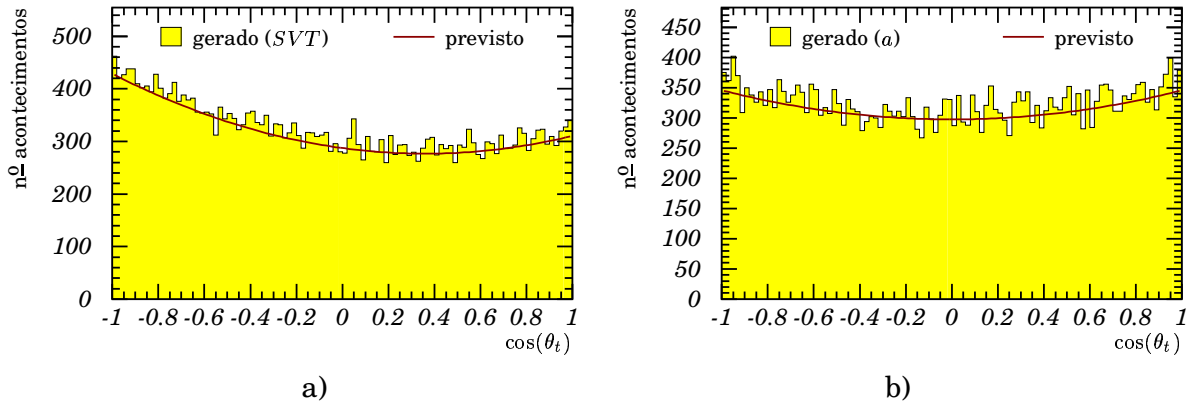 gerado (SVT) previsto
nº acontecimentos
500
400
300
200
100
0
-1 -0.8 -0.6 -0.4 -0.2 0 0.2 0.4 0.6 0.8 1
cos(θt)
a)
gerado (a) previsto
nº acontecimentos
450
400
350
300
250
200
150
100
50
0
-1 -0.8 -0.6 -0.4 -0.2 0 0.2 0.4 0.6 0.8 1
cos(θt)
b)